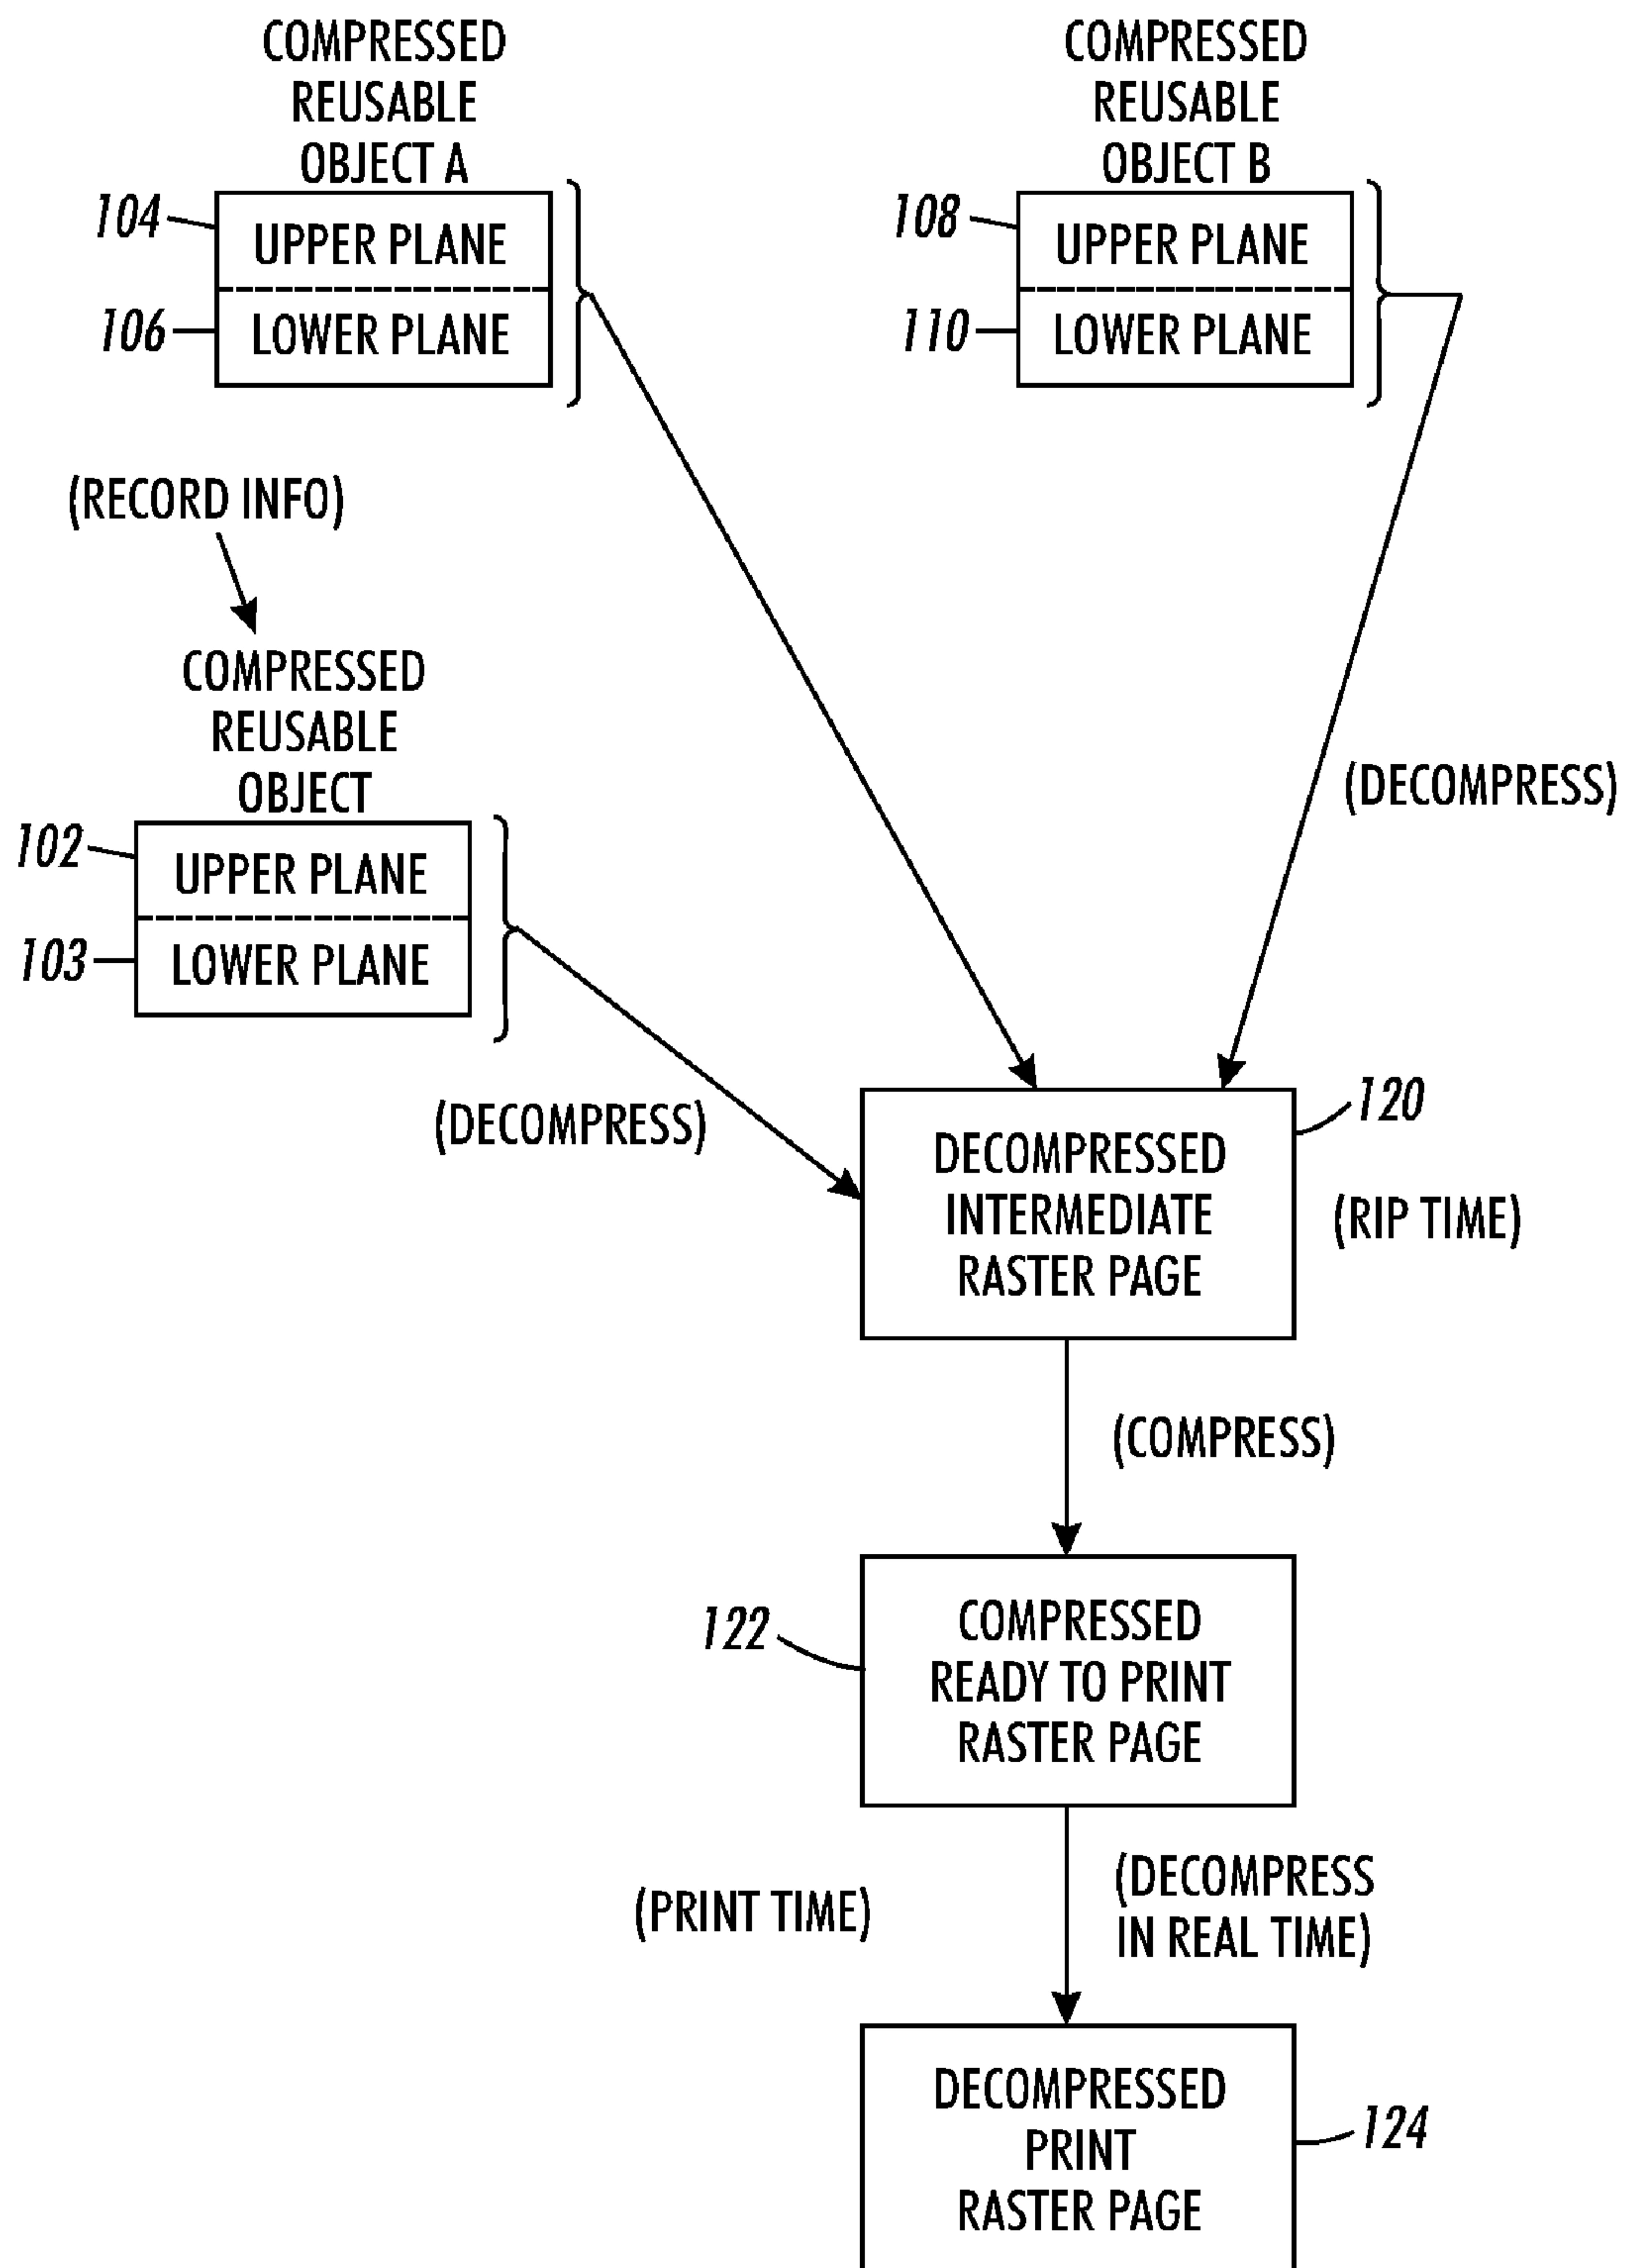 COMPRESSED
REUSABLE
OBJECT A
104
UPPER PLANE
106
LOWER PLANE
COMPRESSED
REUSABLE
OBJECT B
108
UPPER PLANE
110
LOWER PLANE
(RECORD INFO)
COMPRESSED
REUSABLE
OBJECT
102
UPPER PLANE
103
LOWER PLANE
(DECOMPRESS)
(DECOMPRESS)
120
DECOMPRESSED
INTERMEDIATE
RASTER PAGE
(RIP TIME)
(COMPRESS)
122
COMPRESSED
READY TO PRINT
RASTER PAGE
(PRINT TIME)
(DECOMPRESS
IN REAL TIME)
DECOMPRESSED
PRINT
RASTER PAGE
124